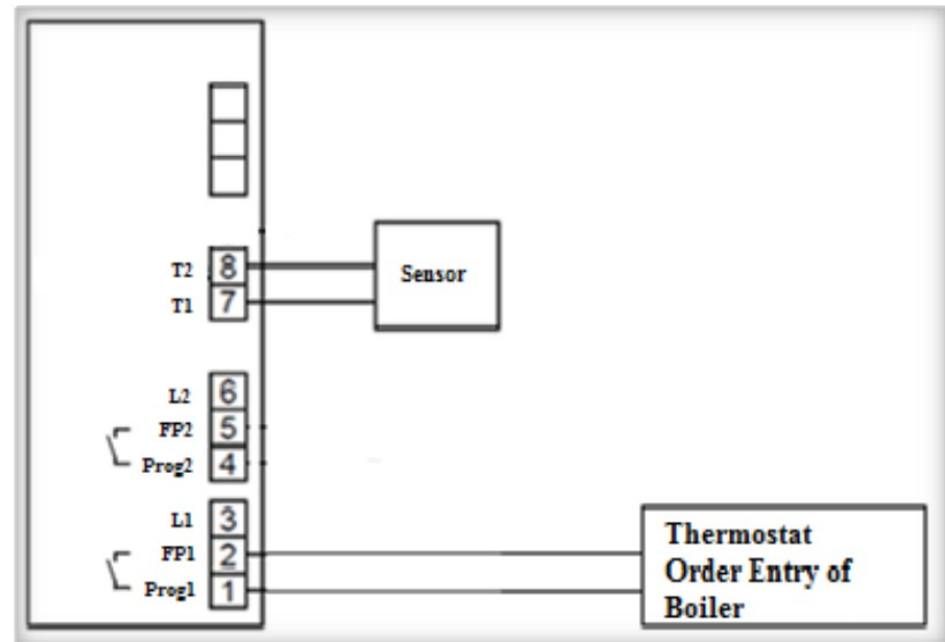 T2 8
T1 7
Sensor
L2 6
FP2 5
Prog2 4
L1 3
FP1 2
Prog1 1
Thermostat
Order Entry of
Boiler